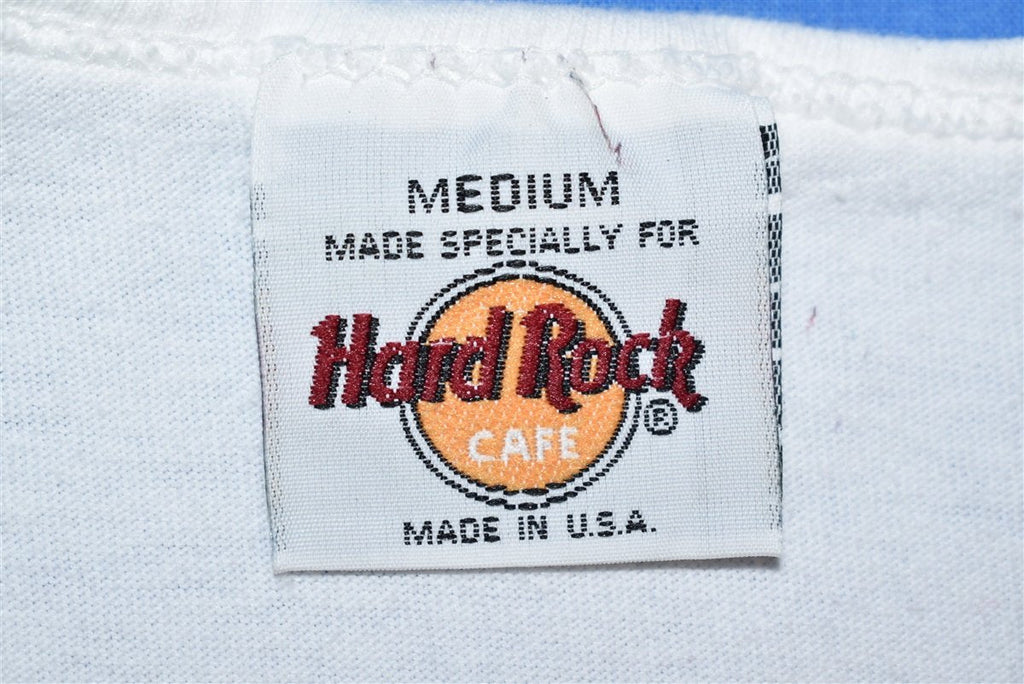 MEDIUM
MADE SPECIALLY FOR
Hard Rock
CAFE ®
MADE IN U.S.A.